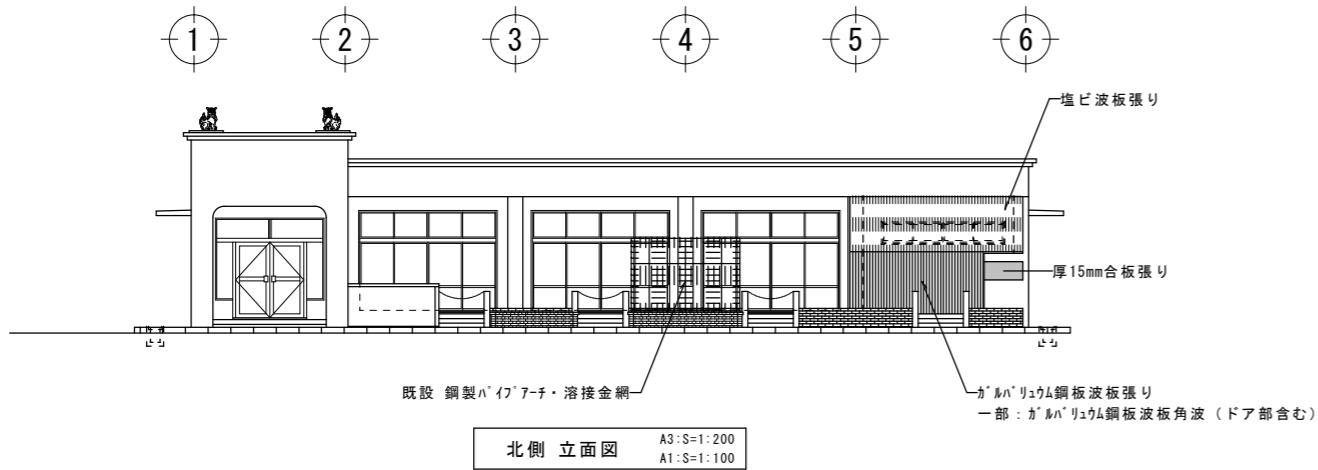 1 2 3 4 5 6
塩ビ波板張り
厚15mm合板張り
既設 鋼製ﾊﾟｲﾌﾟｱｰﾁ・溶接金網
ｶﾞﾙﾊﾞﾘｭｳﾑ鋼板波板張り
一部：ｶﾞﾙﾊﾞﾘｭｳﾑ鋼板波板角波（ドア部含む）
北側 立面図
A3:S=1:200
A1:S=1:100